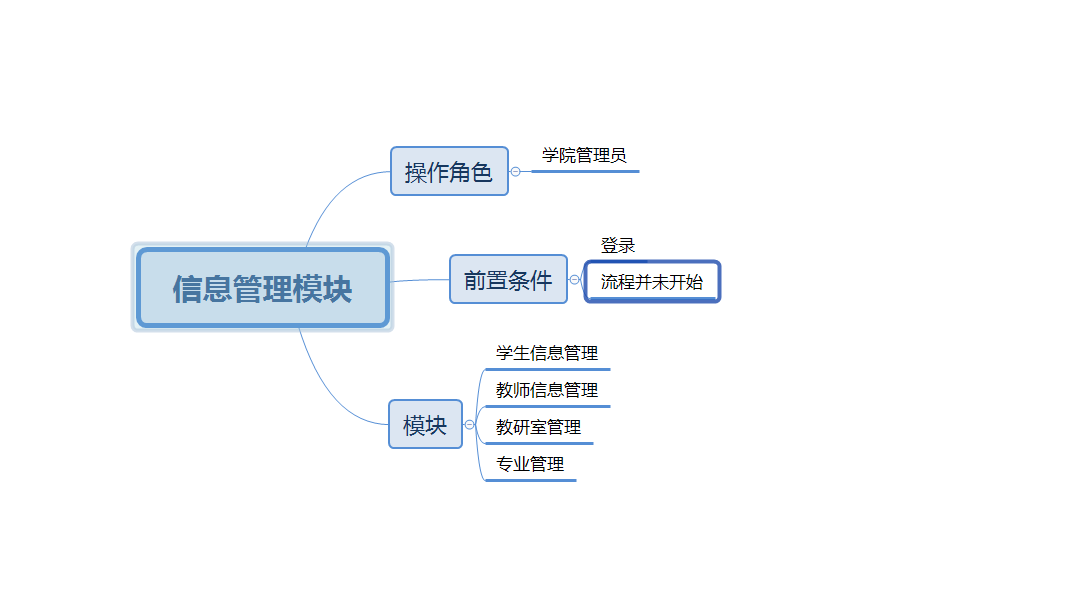 操作角色
学院管理员
信息管理模块
前置条件
登录
流程并未开始
模块
学生信息管理
教师信息管理
教研室管理
专业管理